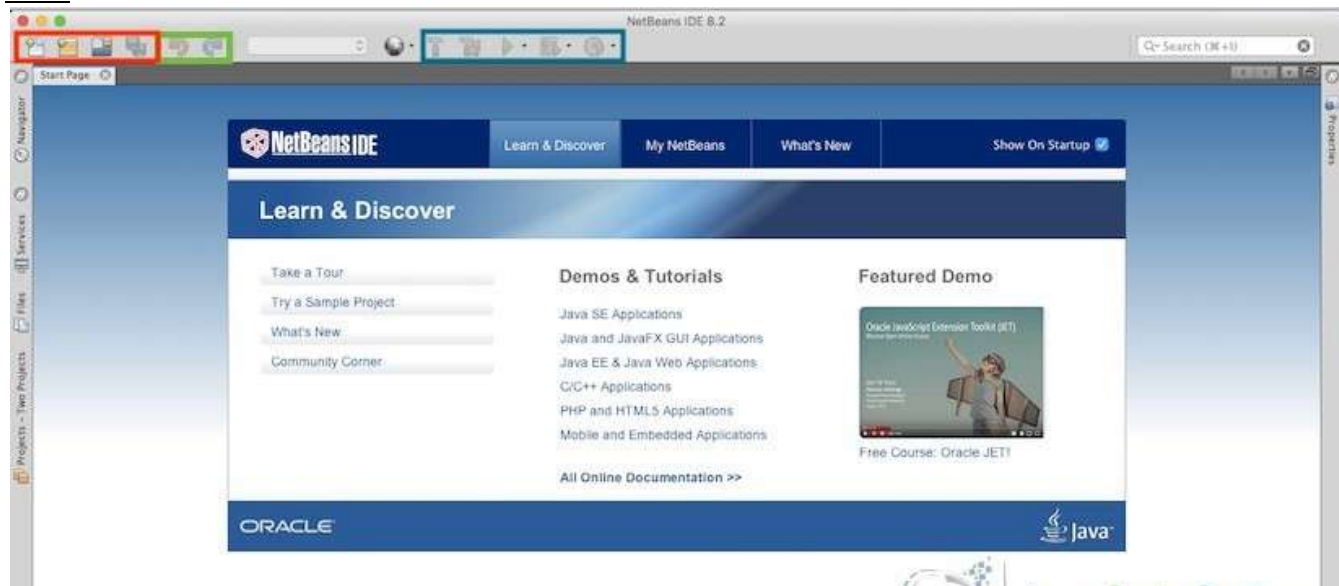 NetBeans IDE 8.2
Search (⌘+I)
Start Page
Navigator
Services
Files
Projects - Two Projects
Properties
NetBeans IDE
Learn & Discover
My NetBeans
What's New
Show On Startup
Learn & Discover
Take a Tour
Try a Sample Project
What's New
Community Corner
Demos & Tutorials
Java SE Applications
Java and JavaFX GUI Applications
Java EE & Java Web Applications
C/C++ Applications
PHP and HTML5 Applications
Mobile and Embedded Applications
All Online Documentation >>
Featured Demo
Oracle JavaScript Extension Toolkit (JET)
Free Course: Oracle JET!
ORACLE
Java